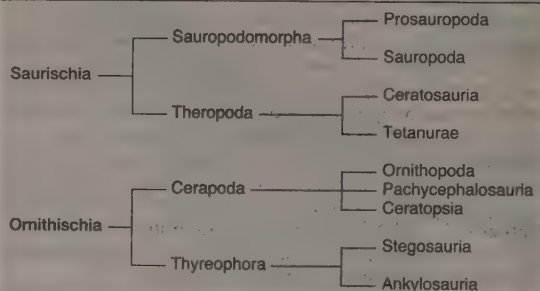 Prosauropoda
Sauropodomorpha
Sauropoda
Saurischia
Ceratosauria
Theropoda
Tetanurae
Ornithopoda
Cerapoda
Pachycephalosauria
Ceratopsia
Ornithischia
Stegosauria
Thyreophora
Ankylosauria